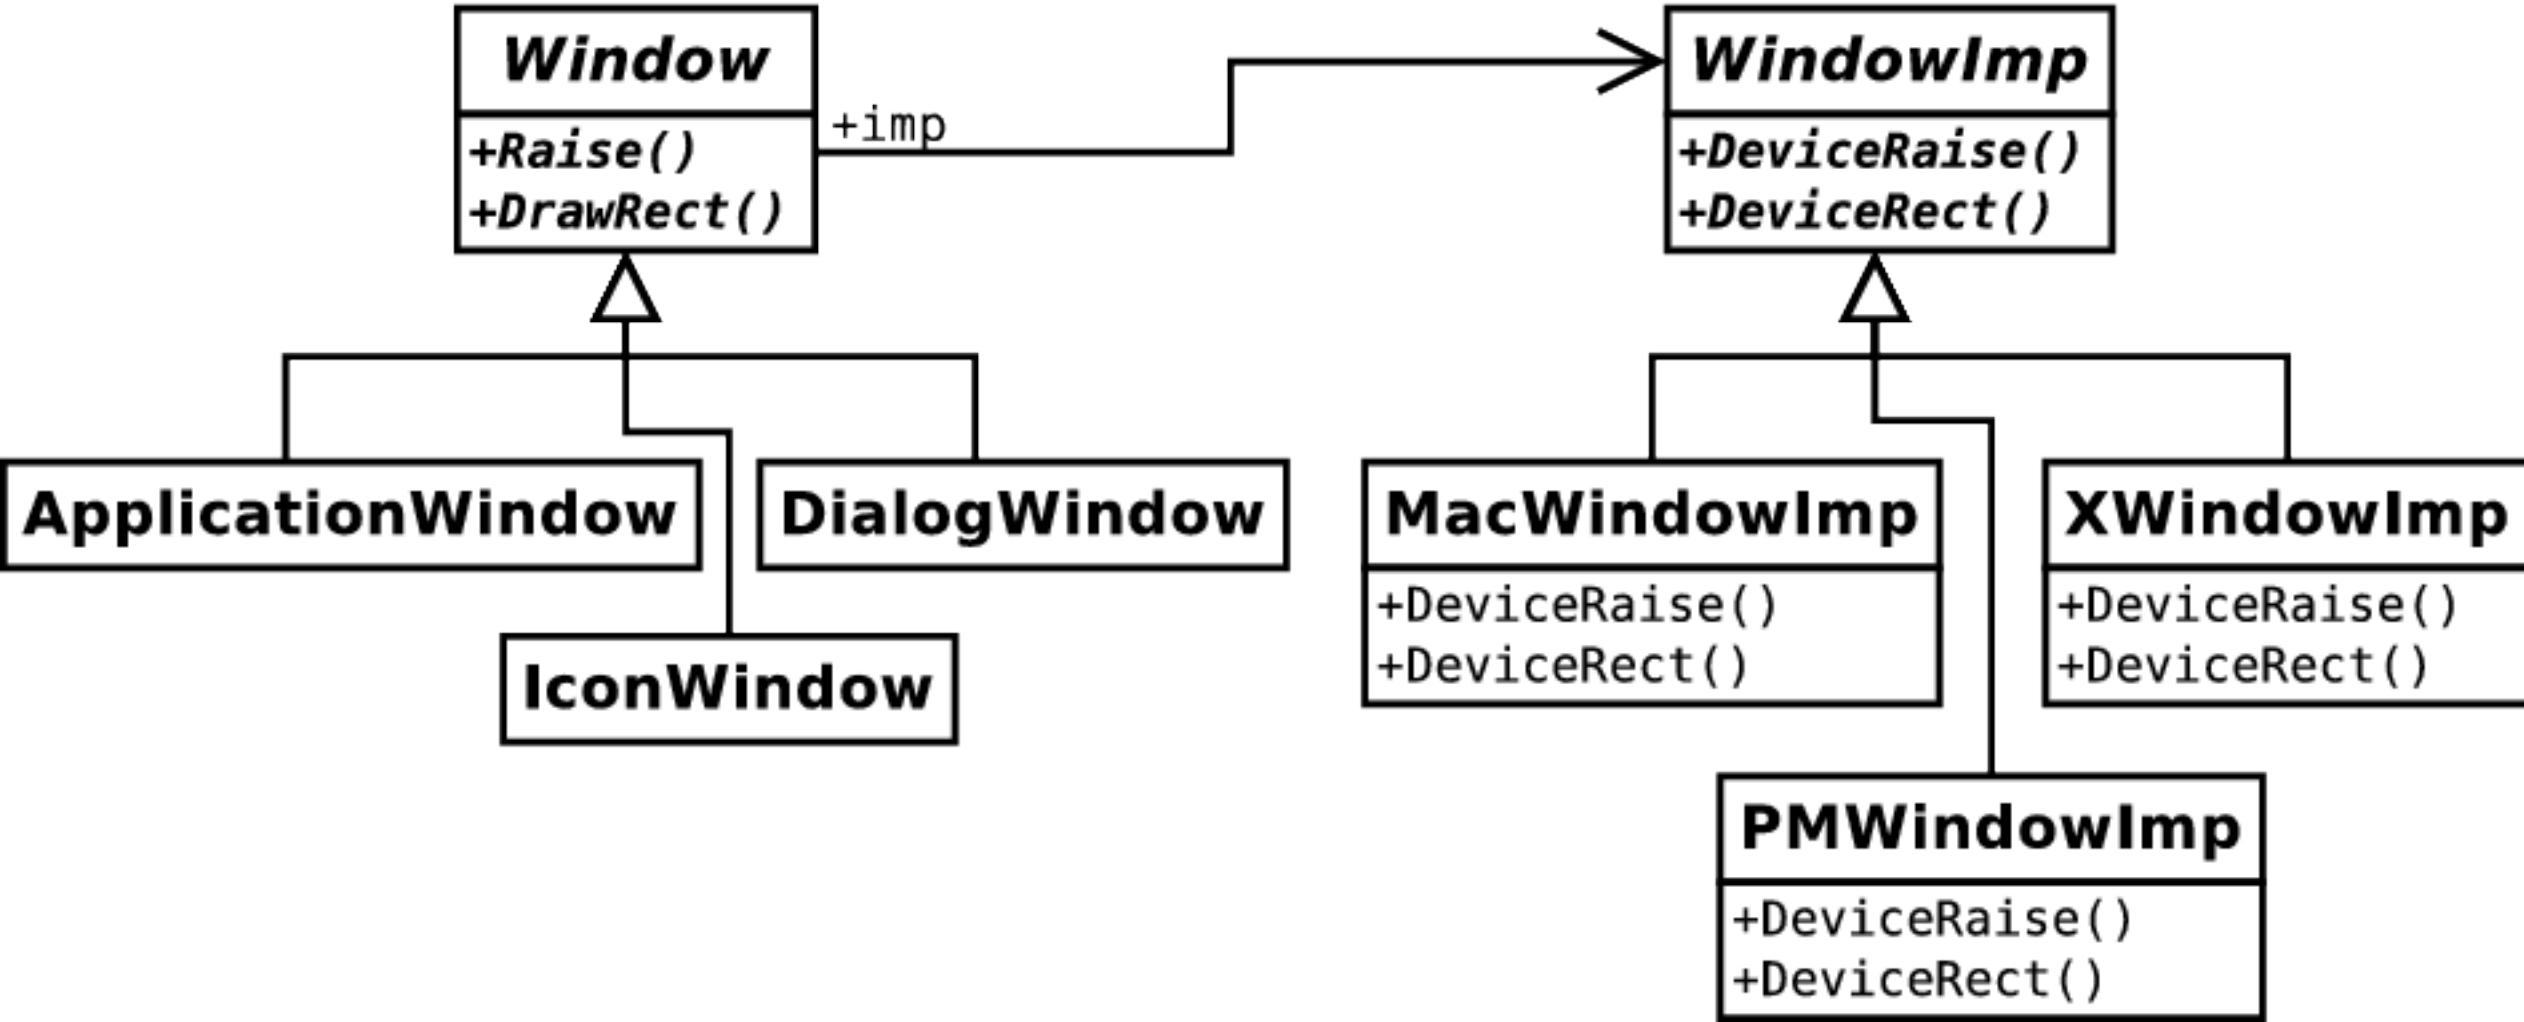 Window
+Raise()
+DrawRect()
+imp
WindowImp
+DeviceRaise()
+DeviceRect()
ApplicationWindow
DialogWindow
IconWindow
MacWindowImp
+DeviceRaise()
+DeviceRect()
XWindowImp
+DeviceRaise()
+DeviceRect()
PMWindowImp
+DeviceRaise()
+DeviceRect()